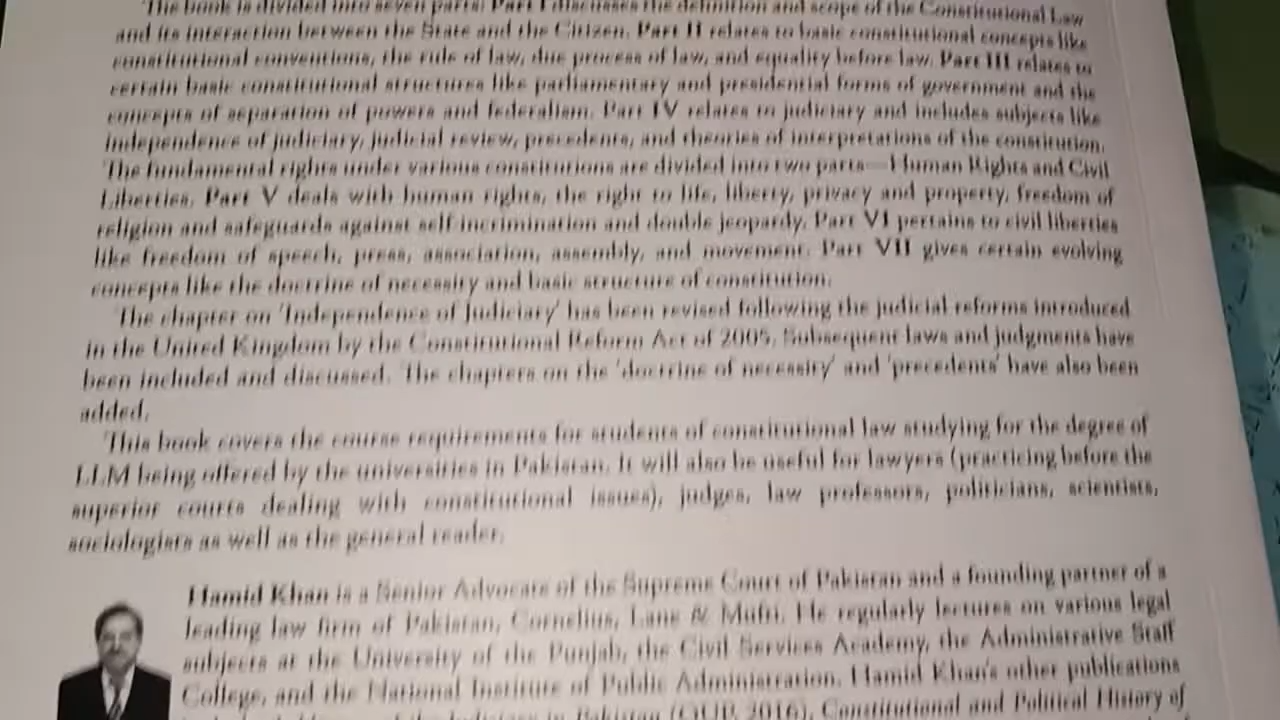 The book is divided into seven parts. Part I discusses the definition and scope of the Constitutional Law
and its interaction between the State and the Citizen. Part II relates to basic constitutional concepts like
constitutional conventions, the rule of law, due process of law, and equality before law. Part III relates to
certain basic constitutional structures like parliamentary and presidential forms of government and the
concepts of separation of powers and federalism. Part IV relates to judiciary and includes subjects like
independence of judiciary, judicial review, precedents, and theories of interpretations of the constitution.
The fundamental rights under various constitutions are divided into two parts—Human Rights and Civil
Liberties. Part V deals with human rights, the right to life, liberty, privacy and property, freedom of
religion and safeguards against self incrimination and double jeopardy. Part VI pertains to civil liberties
like freedom of speech, press, association, assembly, and movement. Part VII gives certain evolving
concepts like the doctrine of necessity and basic structure of constitution.
The chapter on 'Independence of Judiciary' has been revised following the judicial reforms introduced
in the United Kingdom by the Constitutional Reform Act of 2005. Subsequent laws and judgments have
been included and discussed. The chapters on the 'doctrine of necessity' and 'precedents' have also been
added.
This book covers the course requirements for students of constitutional law studying for the degree of
LLM being offered by the universities in Pakistan. It will also be useful for lawyers (practicing before the
superior courts dealing with constitutional issues), judges, law professors, politicians, scientists,
sociologists as well as the general reader.
Hamid Khan is a Senior Advocate of the Supreme Court of Pakistan and a founding partner of a
leading law firm of Pakistan, Cornelius, Lane & Mufti. He regularly lectures on various legal
subjects at the University of the Punjab, the Civil Services Academy, the Administrative Staff
College, and the National Institute of Public Administration. Hamid Khan's other publications
in Pakistan (OUP, 2016), Constitutional and Political History of